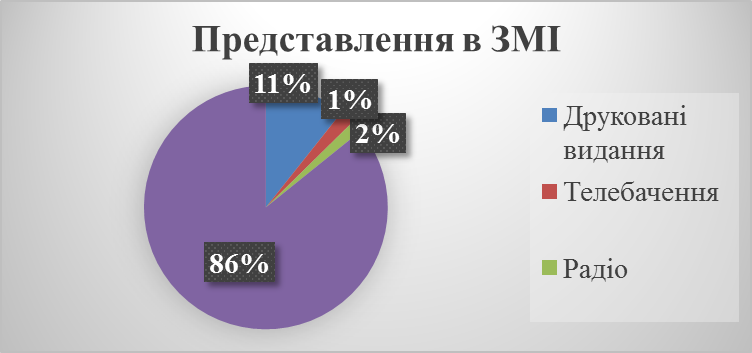 Представлення в ЗМІ
11%
1%
2%
86%
Друковані
видання
Телебачення
Радіо